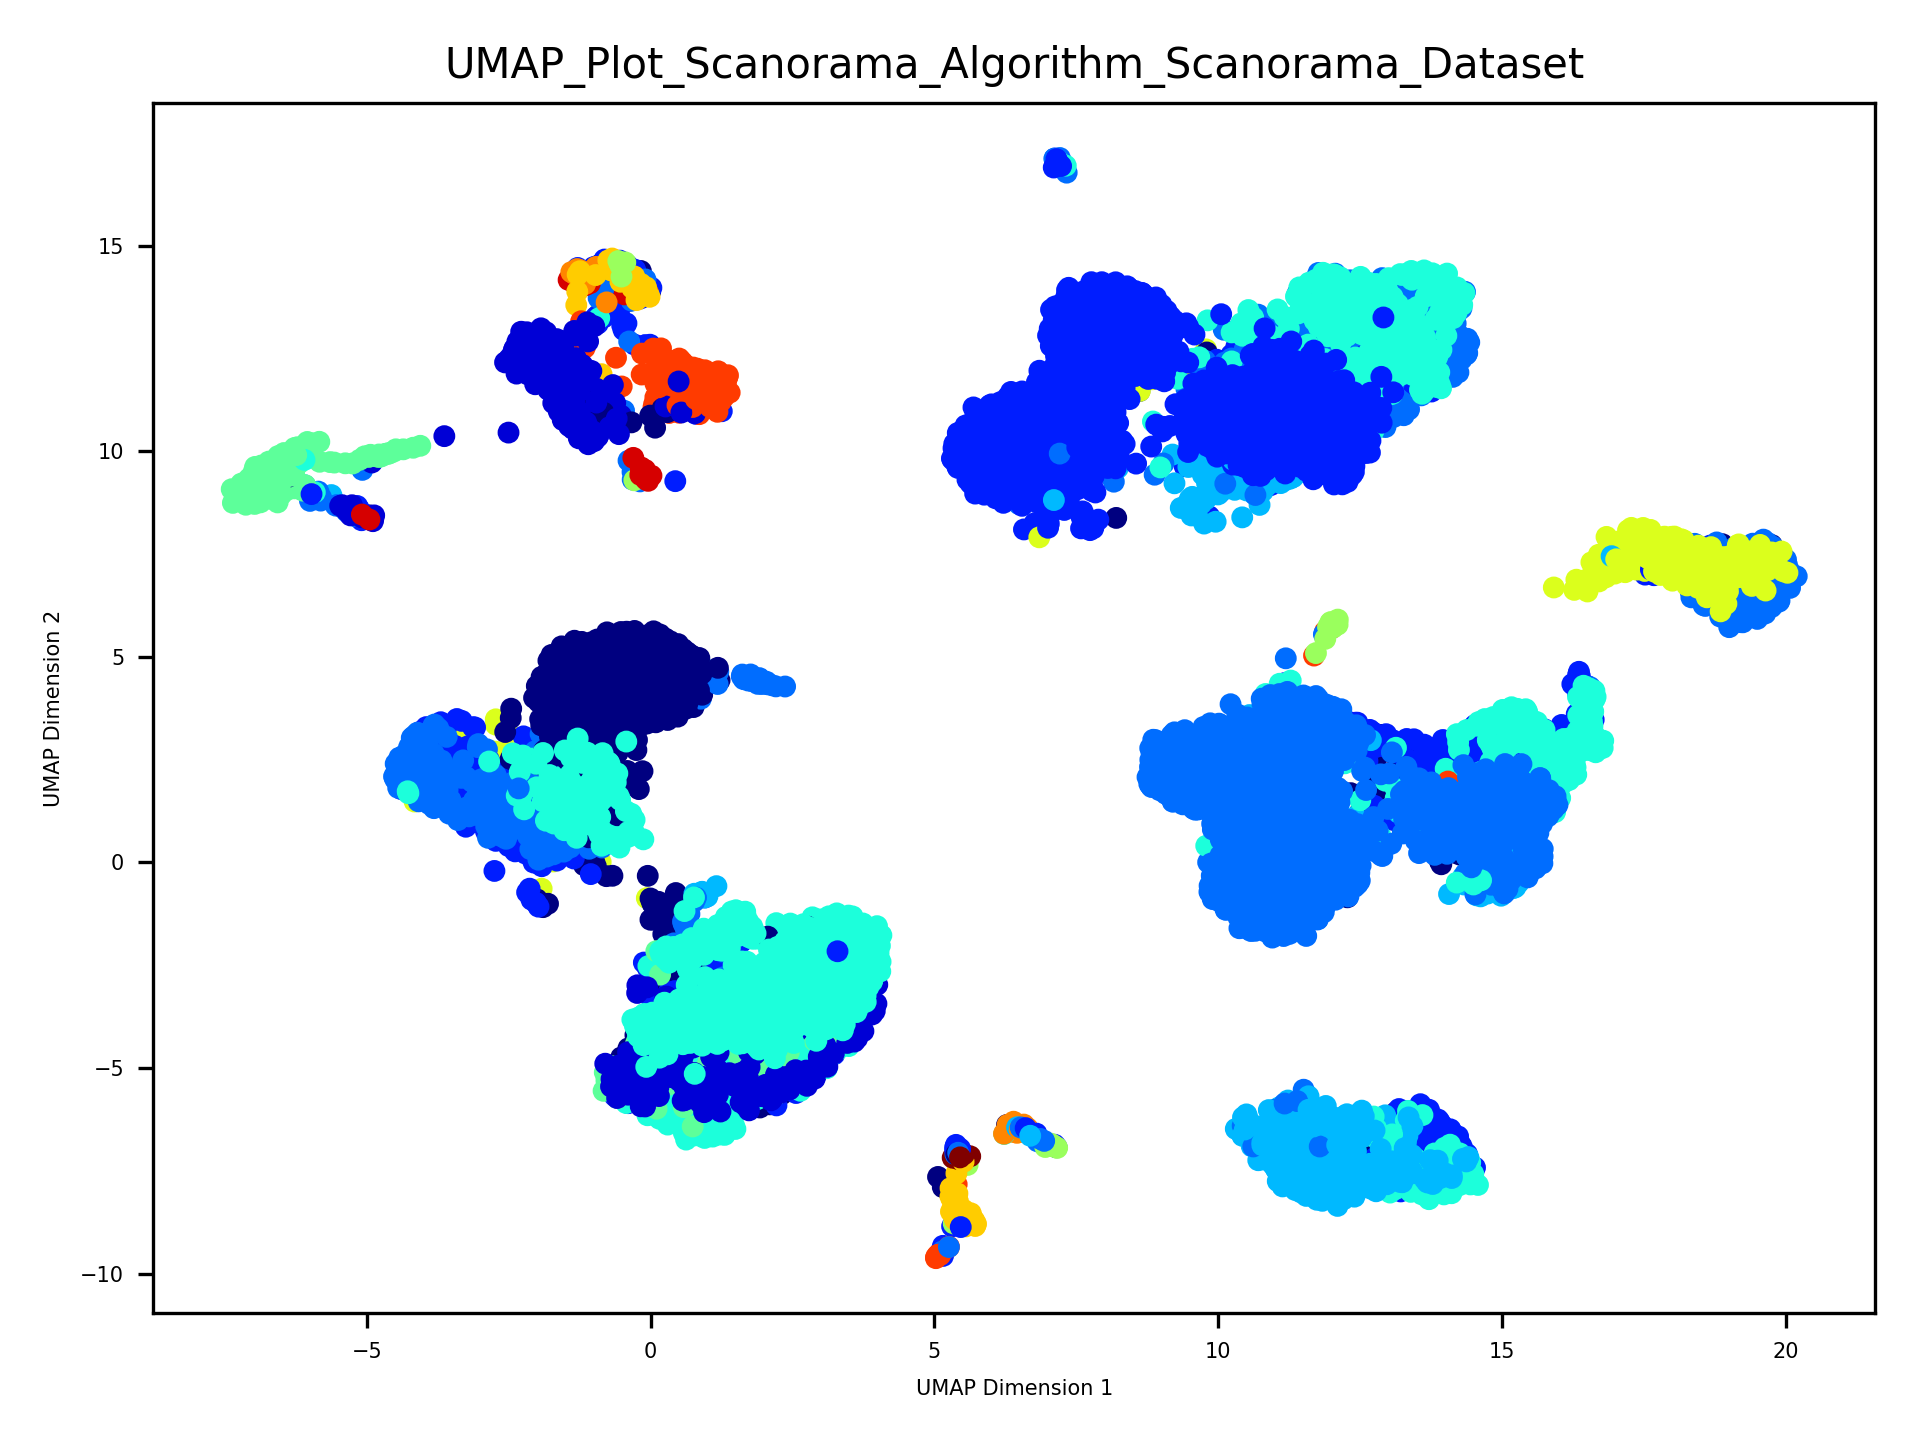 UMAP_Plot_Scanorama_Algorithm_Scanorama_Dataset
15
10
5
0
−5
−10
UMAP Dimension 2
−5 0 5 10 15 20
UMAP Dimension 1